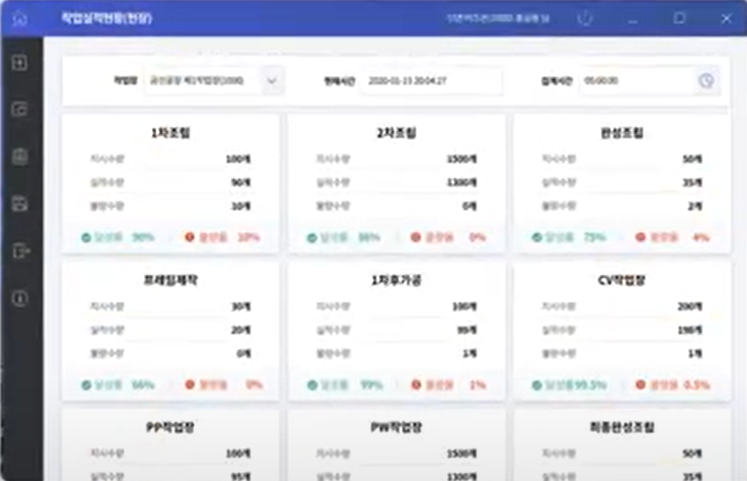 작업실적현황(현장)
작업장 금산공장 제1작업장(1000) 현재시간 2020-01-15 20:04:27 집계시간 05:00:00
1차조립 2차조립 완성조립
지시수량 100개 지시수량 1500개 지시수량 50개
실적수량 90개 실적수량 1300개 실적수량 35개
불량수량 10개 불량수량 0개 불량수량 2개
달성률 90% 불량률 10% 달성률 86% 불량률 0% 달성률 75% 불량률 4%
프레임제작 1차후가공 CV작업장
지시수량 30개 지시수량 100개 지시수량 200개
실적수량 20개 실적수량 99개 실적수량 198개
불량수량 0개 불량수량 1개 불량수량 1개
달성률 66% 불량률 0% 달성률 99% 불량률 1% 달성률 99.5% 불량률 0.5%
PP작업장 PW작업장 최종완성조립
지시수량 100개 지시수량 1500개 지시수량 50개
실적수량 95개 실적수량 1300개 실적수량 35개